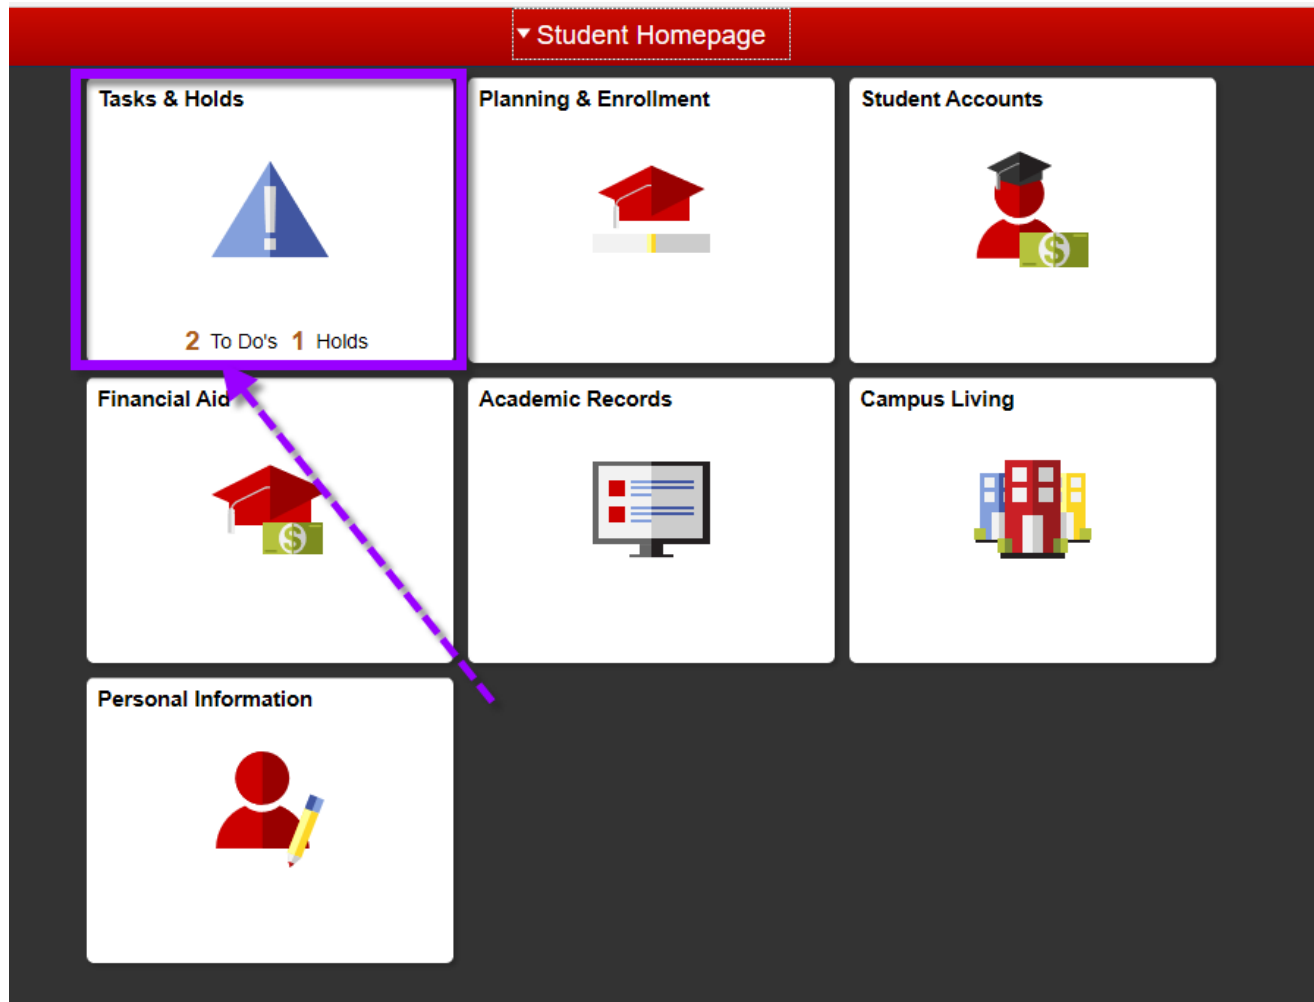 Student Homepage
Tasks & Holds
2 To Do's 1 Holds
Planning & Enrollment
Student Accounts
$
Financial Aid
$
Academic Records
Campus Living
Personal Information